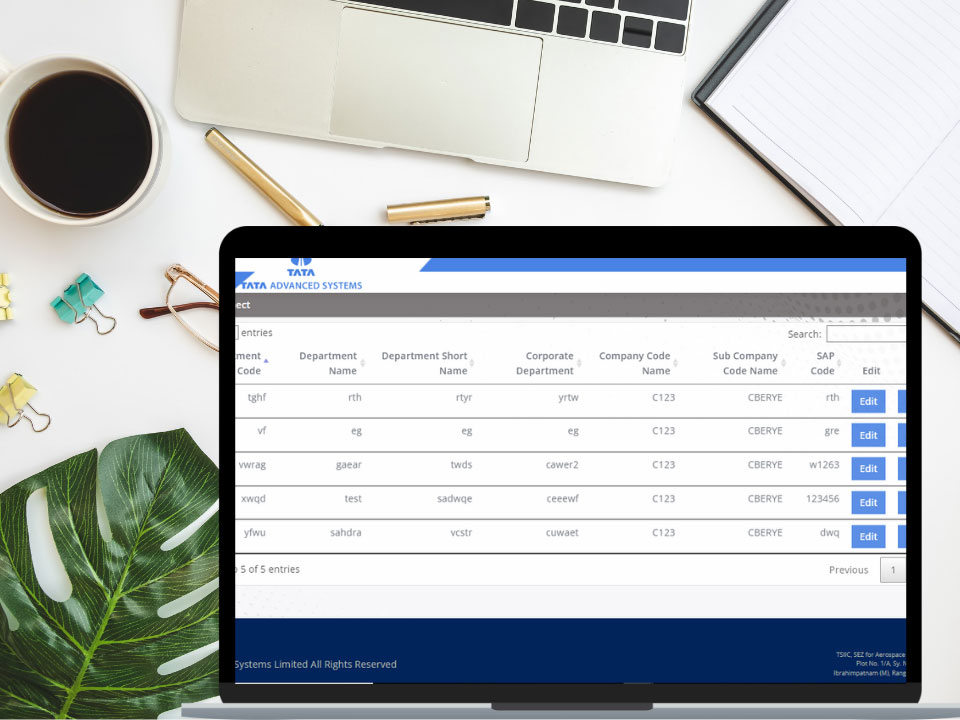 TATA
TATA ADVANCED SYSTEMS
ect
entries
Search:
ment Code Department Name Department Short Name Corporate Department Company Code Name Sub Company Code Name SAP Code Edit
tghf rth rtyr yrtw C123 CBERYE rth Edit
vf eg eg eg C123 CBERYE gre Edit
vwrag gaear twds cawer2 C123 CBERYE w1263 Edit
xwqd test sadwqe ceeewf C123 CBERYE 123456 Edit
yfwu sahdra vcstr cuwaet C123 CBERYE dwq Edit
5 of 5 entries
Previous 1
Systems Limited All Rights Reserved
TSIIC, SEZ for Aerospace
Plot No. 1/A, Sy.
Ibrahimpatnam (M), Rang